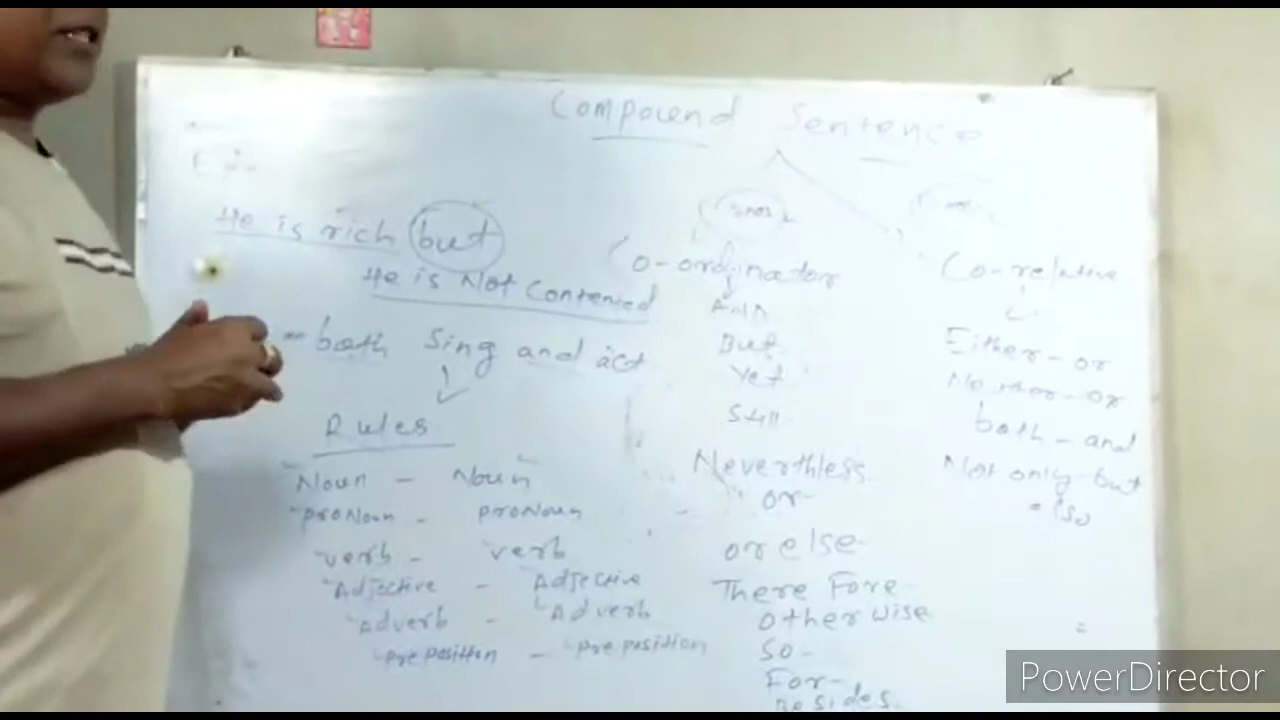 Compound Sentence
He is rich but
He is Not Contented
both Sing and act
Rules
Noun - Noun
proNoun - proNoun
verb - verb
Adjective - Adjective
Adverb - Adverb
preposition - preposition
Co-ordinator
And
But
Yet
Still
Neverthless
or-
or else-
There Fore-
otherwise
So-
For-
Besides
Co-relative
Either-or
both-and
Not only-but
also
PowerDirector